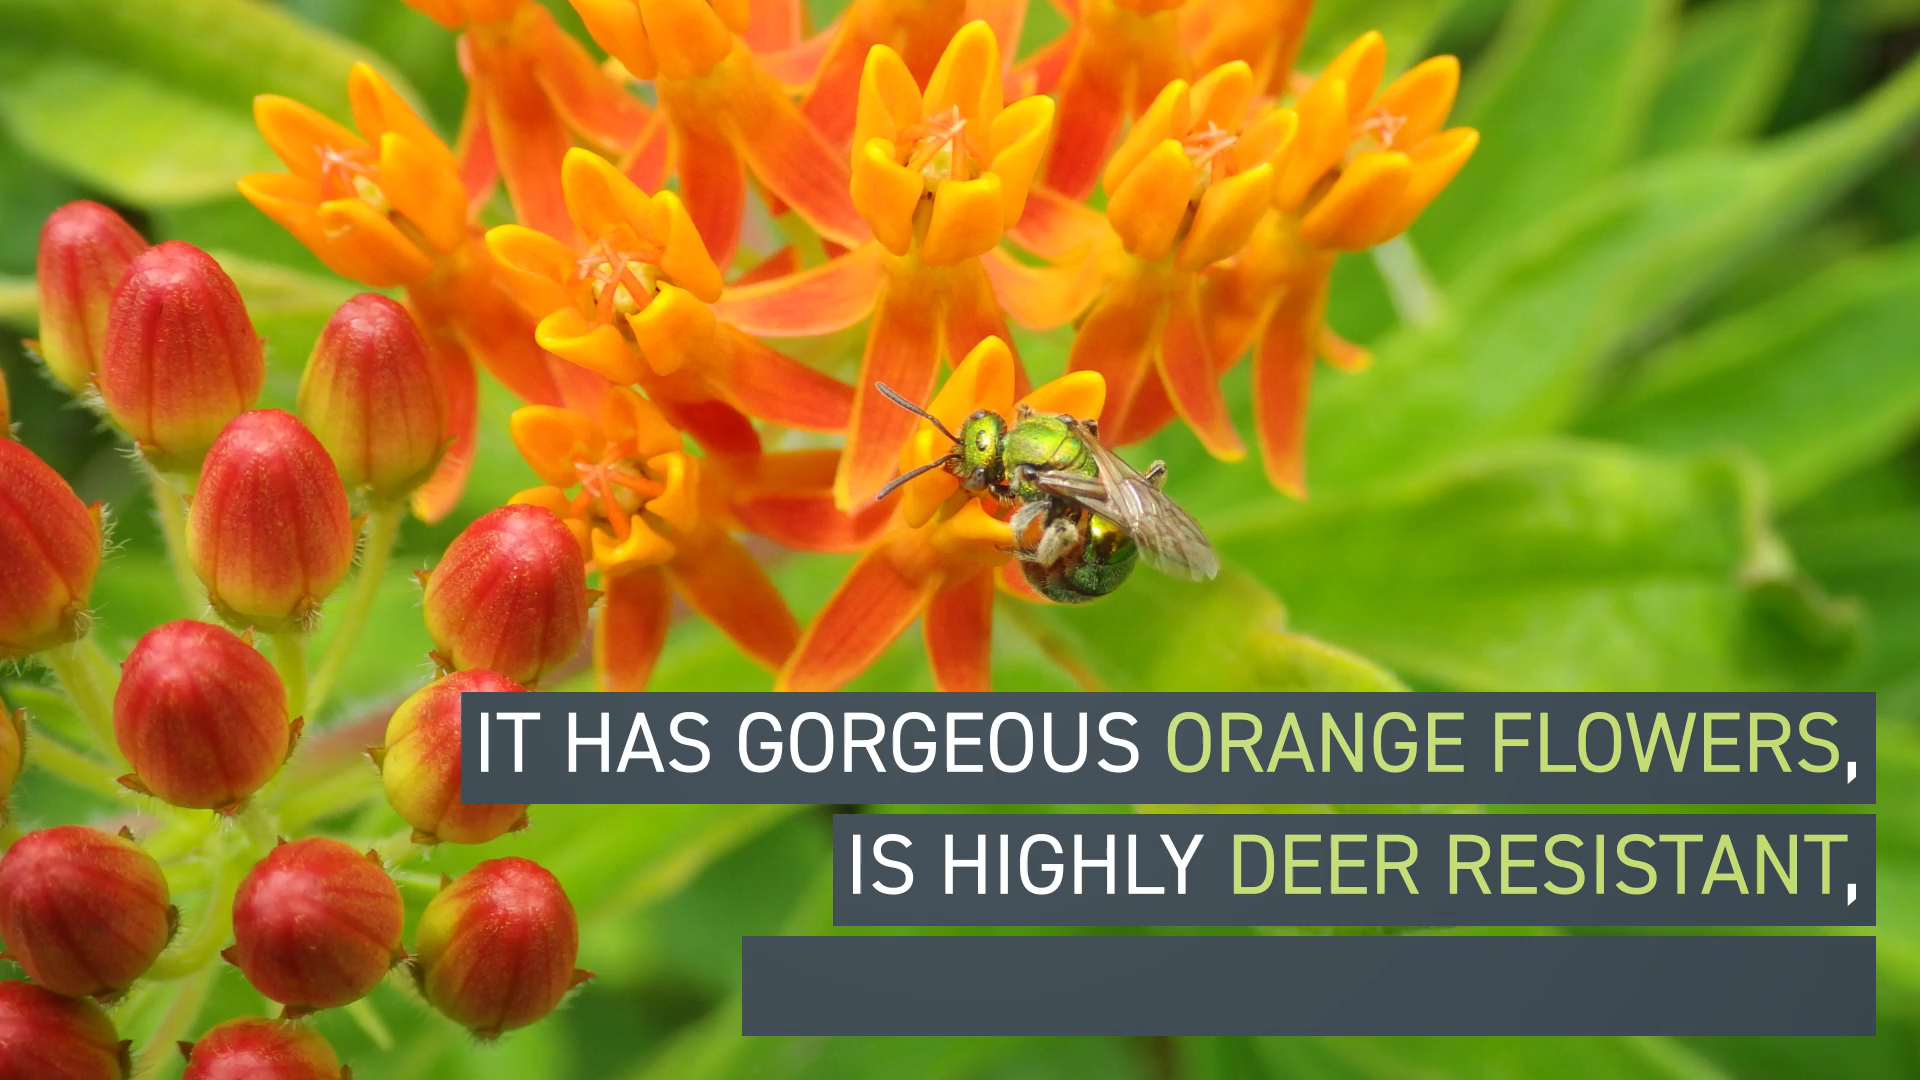 IT HAS GORGEOUS ORANGE FLOWERS,
IS HIGHLY DEER RESISTANT,